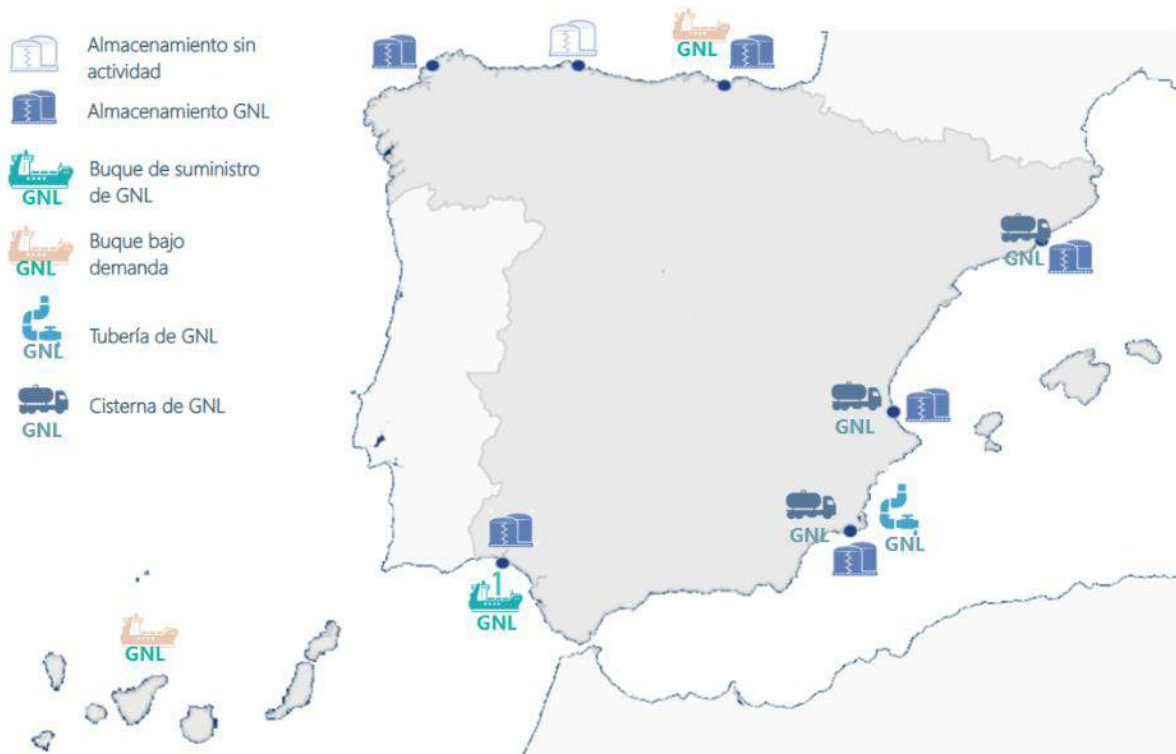 Almacenamiento sin
actividad
Almacenamiento GNL
Buque de suministro
de GNL
GNL
Buque bajo
demanda
GNL
Tubería de GNL
GNL
Cisterna de GNL
GNL
GNL
GNL
GNL
GNL
GNL
1
GNL
GNL